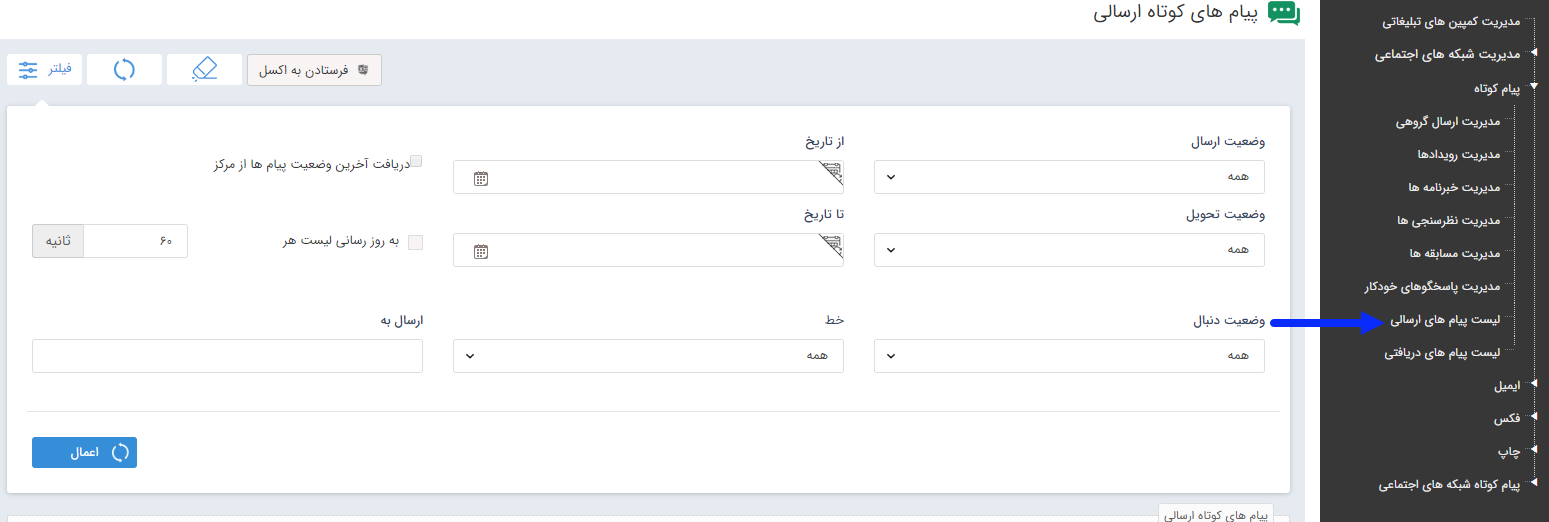 مدیریت کمپین های تبلیغاتی
مدیریت شبکه های اجتماعی
پیام کوتاه
مدیریت ارسال گروهی
مدیریت رویدادها
مدیریت خبرنامه ها
مدیریت نظرسنجی ها
مدیریت مسابقه ها
مدیریت پاسخگوهای خودکار
لیست پیام های ارسالی
لیست پیام های دریافتی
ایمیل
فکس
چاپ
پیام کوتاه شبکه های اجتماعی
پیام های کوتاه ارسالی
فرستادن به اکسل
فیلتر
وضعیت ارسال
همه
از تاریخ
دریافت آخرین وضعیت پیام ها از مرکز
وضعیت تحویل
همه
تا تاریخ
به روز رسانی لیست هر
۶۰
ثانیه
وضعیت دنبال
همه
خط
همه
ارسال به
اعمال
پیام های کوتاه ارسالی